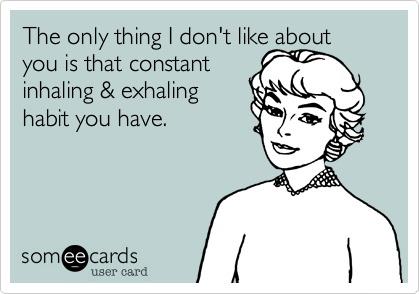 The only thing I don't like about
you is that constant
inhaling & exhaling
habit you have.
someecards
user card